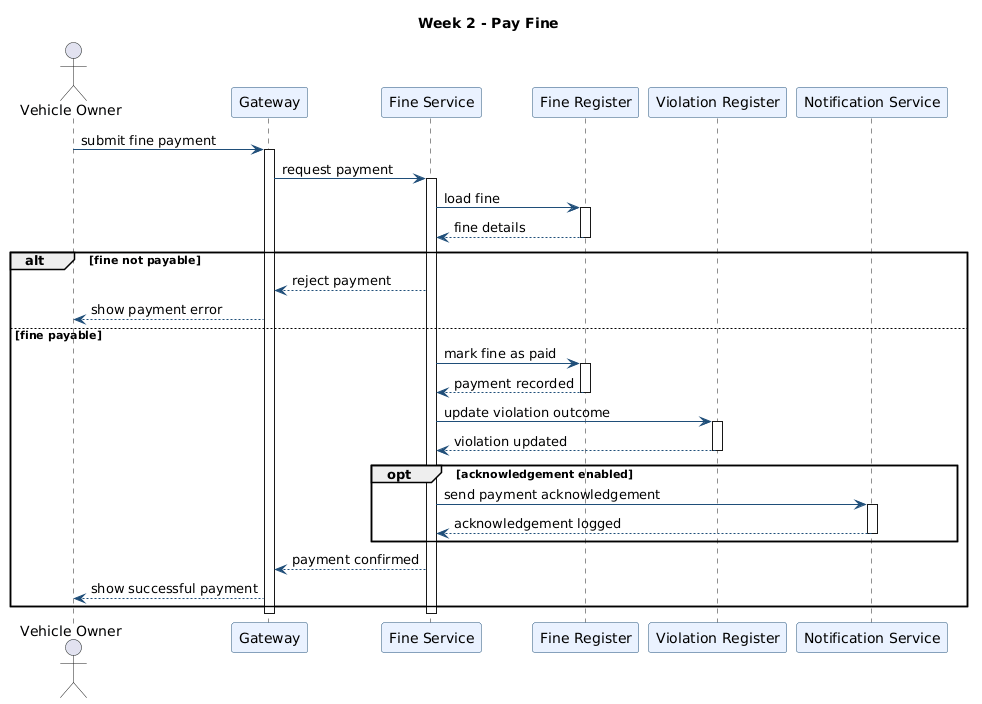 Week 2 - Pay Fine
Vehicle Owner
Gateway
Fine Service
Fine Register
Violation Register
Notification Service
submit fine payment
request payment
load fine
fine details
alt
[fine not payable]
reject payment
show payment error
[fine payable]
mark fine as paid
payment recorded
update violation outcome
violation updated
opt
[acknowledgement enabled]
send payment acknowledgement
acknowledgement logged
payment confirmed
show successful payment
Vehicle Owner
Gateway
Fine Service
Fine Register
Violation Register
Notification Service